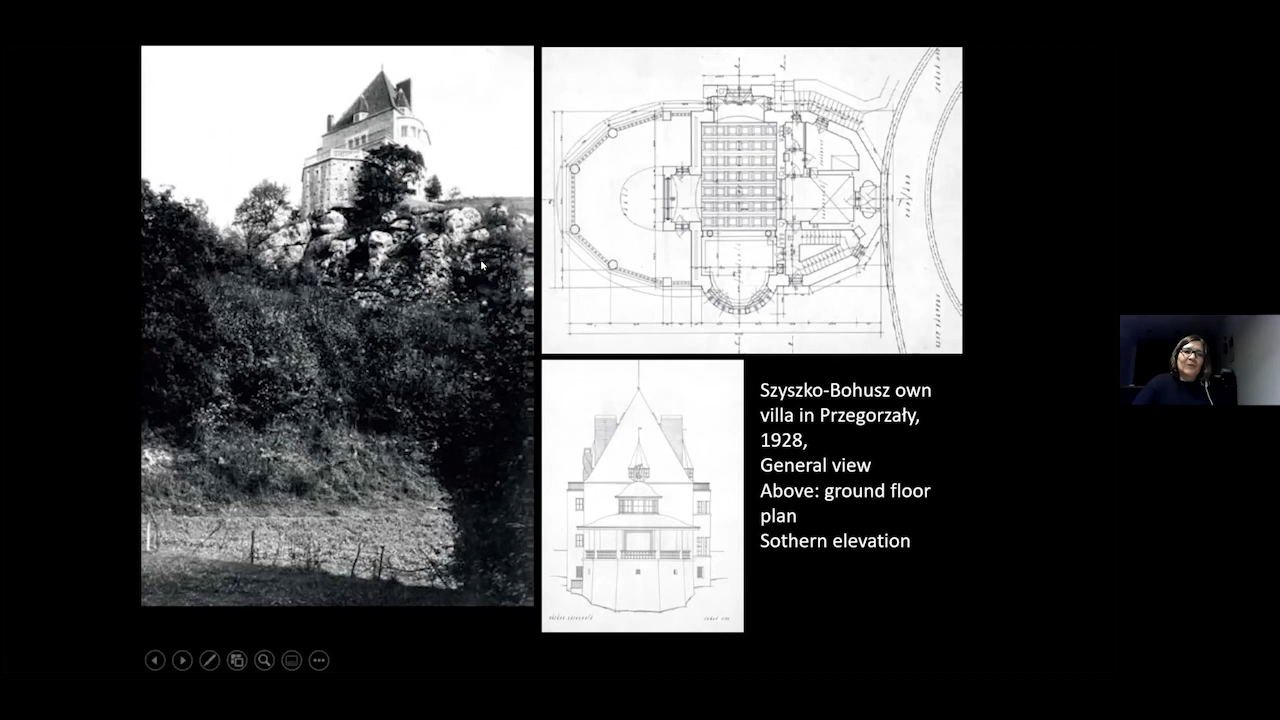 Szyszko-Bohusz own
villa in Przegorzały,
1928,
General view
Above: ground floor
plan
Sothern elevation